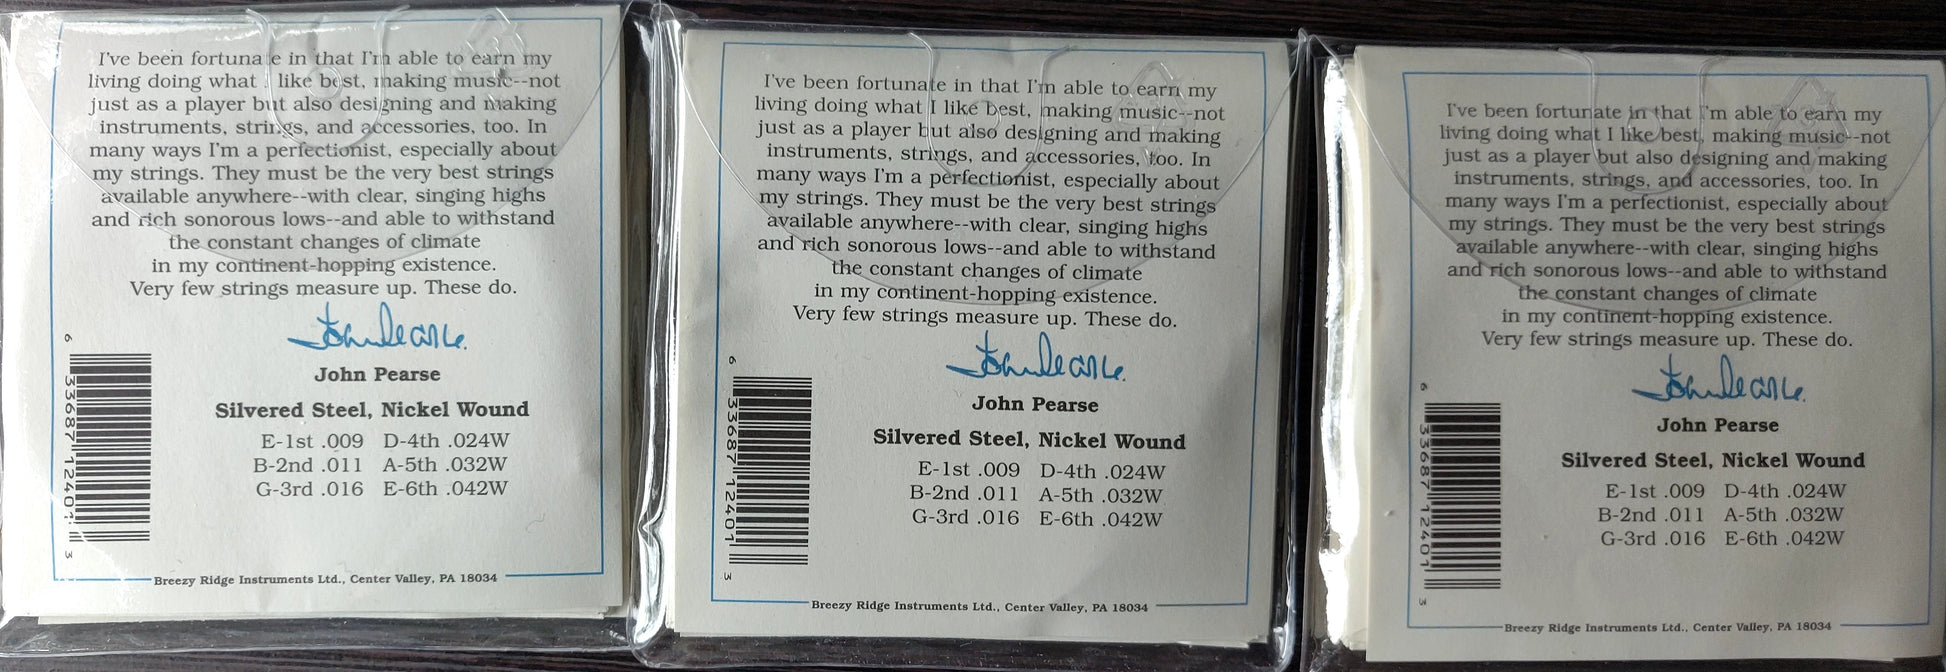 I've been fortunate in that I'm able to earn my
living doing what I like best, making music--not
just as a player but also designing and making
instruments, strings, and accessories, too. In
many ways I'm a perfectionist, especially about
my strings. They must be the very best strings
available anywhere--with clear, singing highs
and rich sonorous lows--and able to withstand
the constant changes of climate
in my continent-hopping existence.
Very few strings measure up. These do.
John Pearse
John Pearse
Silvered Steel, Nickel Wound
E-1st .009 D-4th .024W
B-2nd .011 A-5th .032W
G-3rd .016 E-6th .042W
6 33687 12401 3
Breezy Ridge Instruments Ltd., Center Valley, PA 18034
I've been fortunate in that I'm able to earn my
living doing what I like best, making music--not
just as a player but also designing and making
instruments, strings, and accessories, too. In
many ways I'm a perfectionist, especially about
my strings. They must be the very best strings
available anywhere--with clear, singing highs
and rich sonorous lows--and able to withstand
the constant changes of climate
in my continent-hopping existence.
Very few strings measure up. These do.
John Pearse
John Pearse
Silvered Steel, Nickel Wound
E-1st .009 D-4th .024W
B-2nd .011 A-5th .032W
G-3rd .016 E-6th .042W
6 33687 12401 3
Breezy Ridge Instruments Ltd., Center Valley, PA 18034
I've been fortunate in that I'm able to earn my
living doing what I like best, making music--not
just as a player but also designing and making
instruments, strings, and accessories, too. In
many ways I'm a perfectionist, especially about
my strings. They must be the very best strings
available anywhere--with clear, singing highs
and rich sonorous lows--and able to withstand
the constant changes of climate
in my continent-hopping existence.
Very few strings measure up. These do.
John Pearse
John Pearse
Silvered Steel, Nickel Wound
E-1st .009 D-4th .024W
B-2nd .011 A-5th .032W
G-3rd .016 E-6th .042W
6 33687 12401 3
Breezy Ridge Instruments Ltd., Center Valley, PA 18034